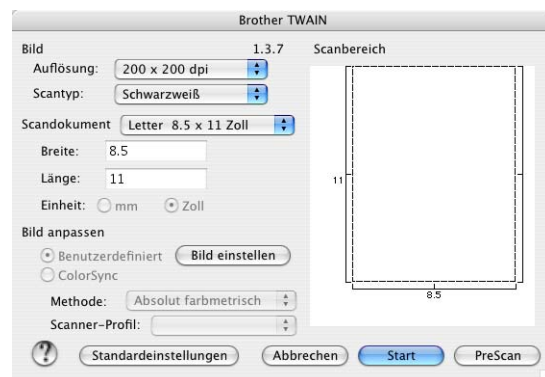 Brother TWAIN
Bild 1.3.7
Auflösung: 200 x 200 dpi
Scantyp: Schwarzweiß
Scandokument Letter 8.5 x 11 Zoll
Breite: 8.5
Länge: 11
Einheit: mm Zoll
Bild anpassen
Benutzerdefiniert Bild einstellen
ColorSync
Methode: Absolut farbmetrisch
Scanner-Profil:
Scanbereich
11
8.5
? Standardeinstellungen Abbrechen Start PreScan